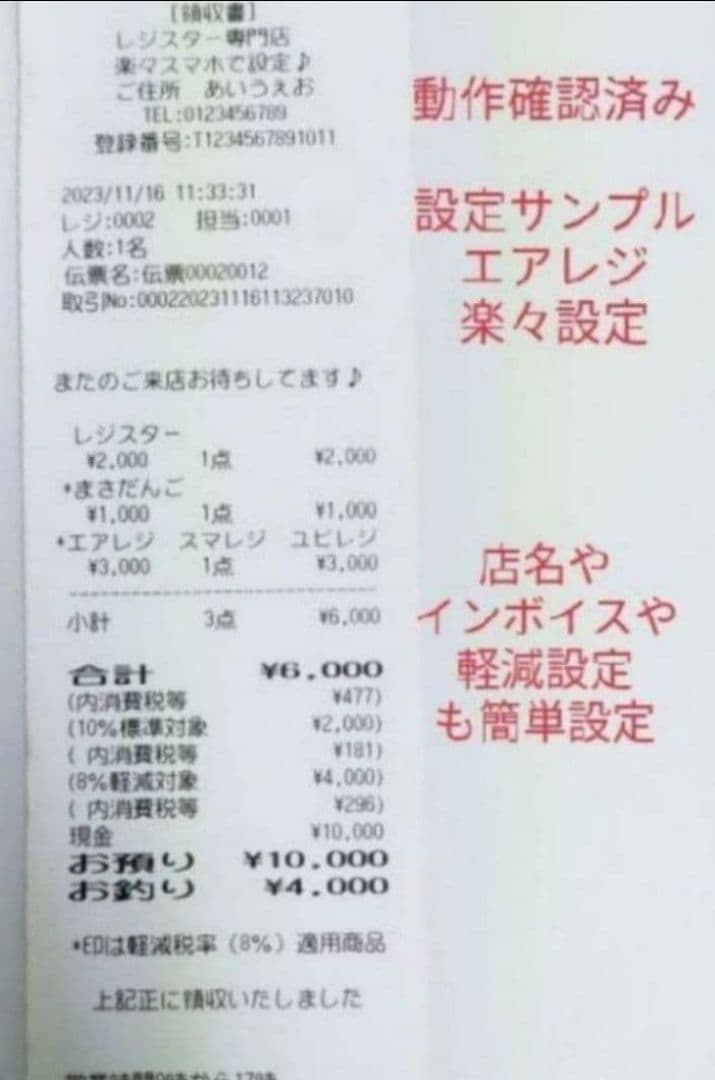 [領収書]
レジスター専門店
楽々スマホで設定♪
ご住所 あいうえお
TEL:0123456789
登録番号:T1234567891011
2023/11/16 11:33:31
レジ:0002 担当:0001
人数:1名
伝票名:伝票00020012
取引No:0002202311116113237010
またのご来店お待ちしてます♪
レジスター
¥2,000 1点 ¥2,000
*まさだんご
¥1,000 1点 ¥1,000
*エアレジ スマレジ ユビレジ
¥3,000 1点 ¥3,000
小計 3点 ¥6,000
合計 ¥6,000
(内消費税等 ¥477)
(10%標準対象 ¥2,000)
( 内消費税等 ¥181)
(8%軽減対象 ¥4,000)
( 内消費税等 ¥296)
現金 ¥10,000
お預り ¥10,000
お釣り ¥4,000
*印は軽減税率(8%)適用商品
上記正に領収いたしました
動作確認済み
設定サンプル
エアレジ
楽々設定
店名や
インボイスや
軽減設定
も簡単設定